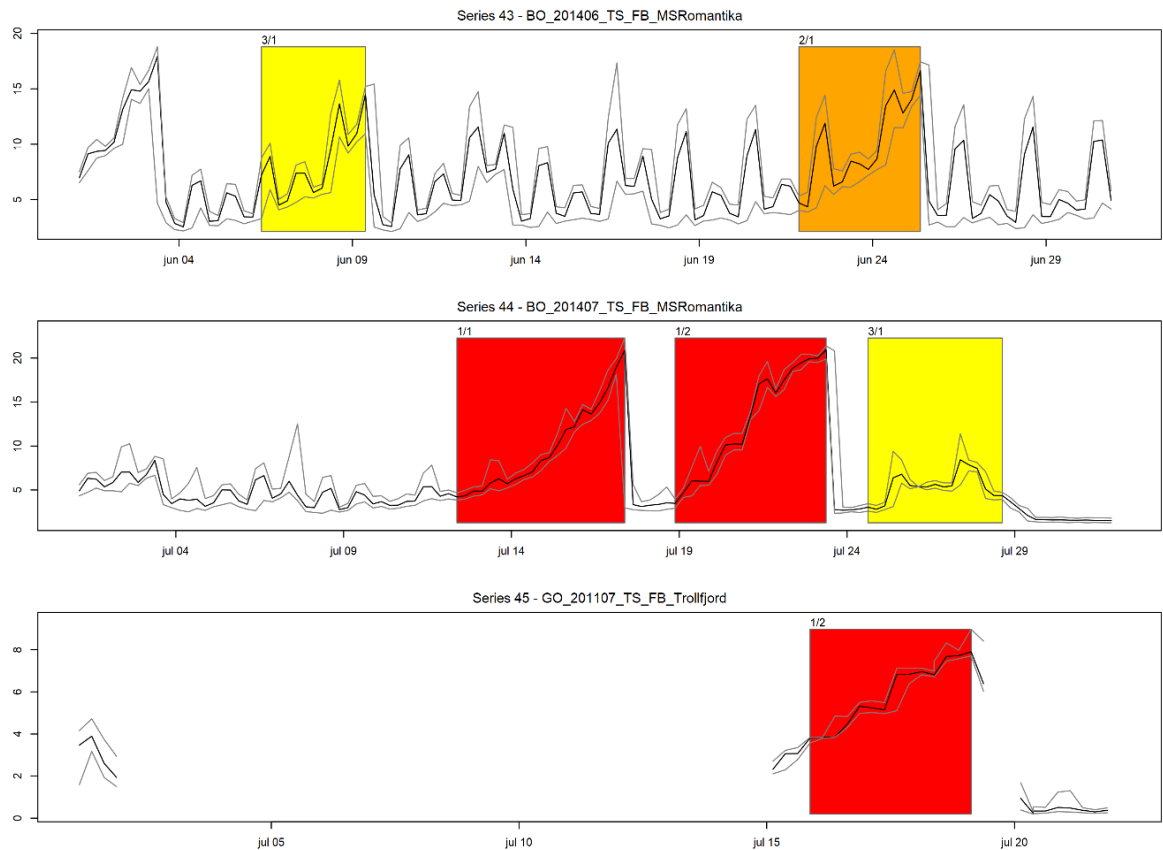 Series 43 - BO_201406_TS_FB_MSRomantika
3/1
2/1
20
15
10
5
jun 04
jun 09
jun 14
jun 19
jun 24
jun 29
Series 44 - BO_201407_TS_FB_MSRomantika
1/1
1/2
3/1
20
15
10
5
jul 04
jul 09
jul 14
jul 19
jul 24
jul 29
Series 45 - GO_201107_TS_FB_Trollfjord
1/2
8
6
4
2
0
jul 05
jul 10
jul 15
jul 20